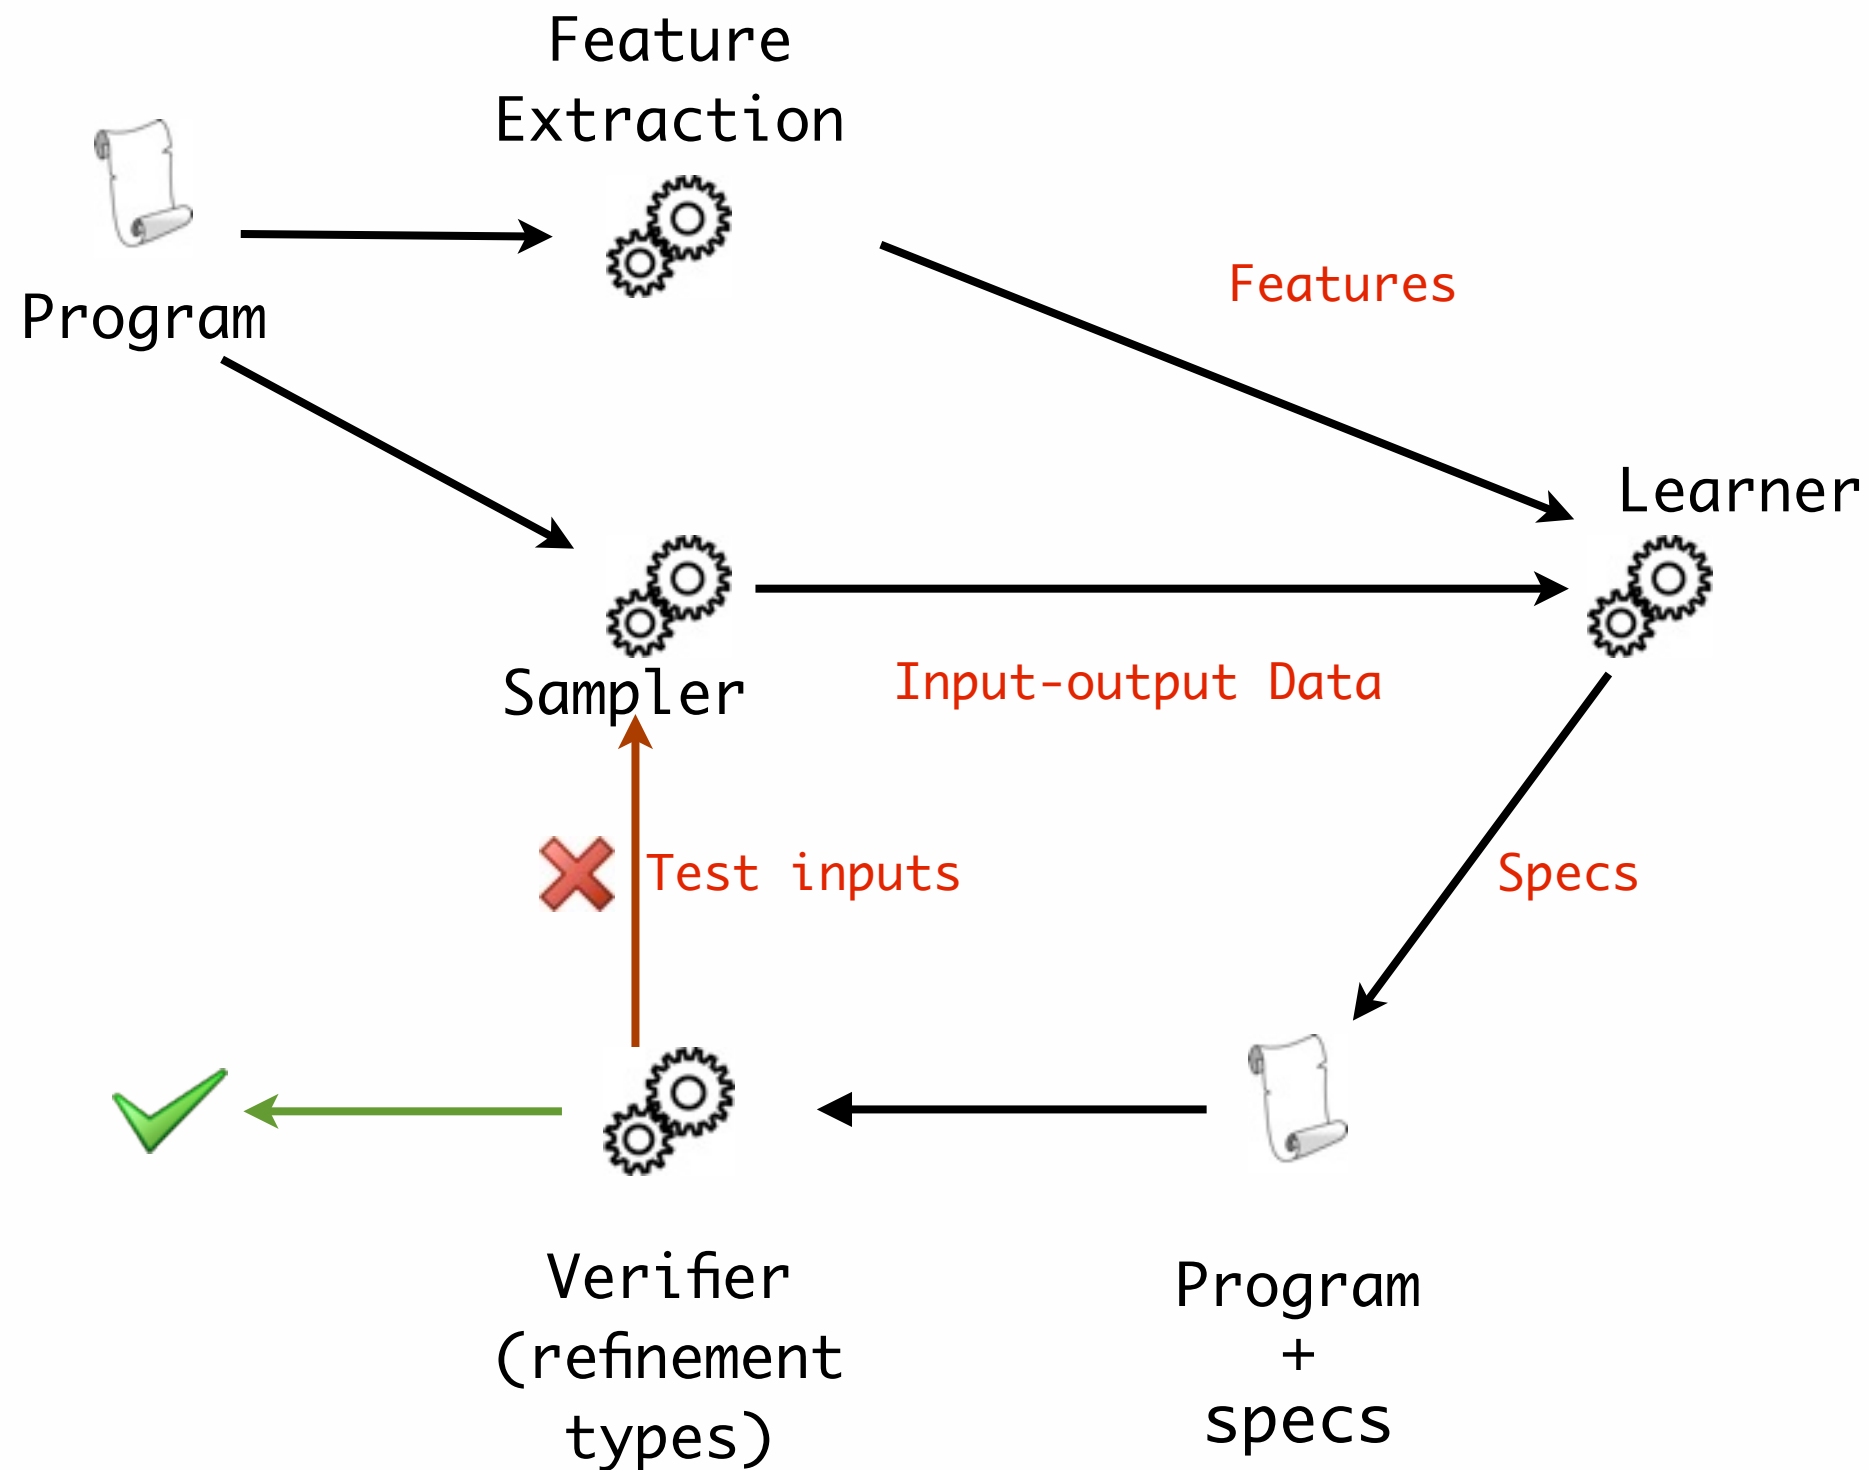 Feature
Extraction
Program
Features
Learner
Sampler
Input-output Data
Test inputs
Specs
Verifier
(refinement
types)
Program
+
specs